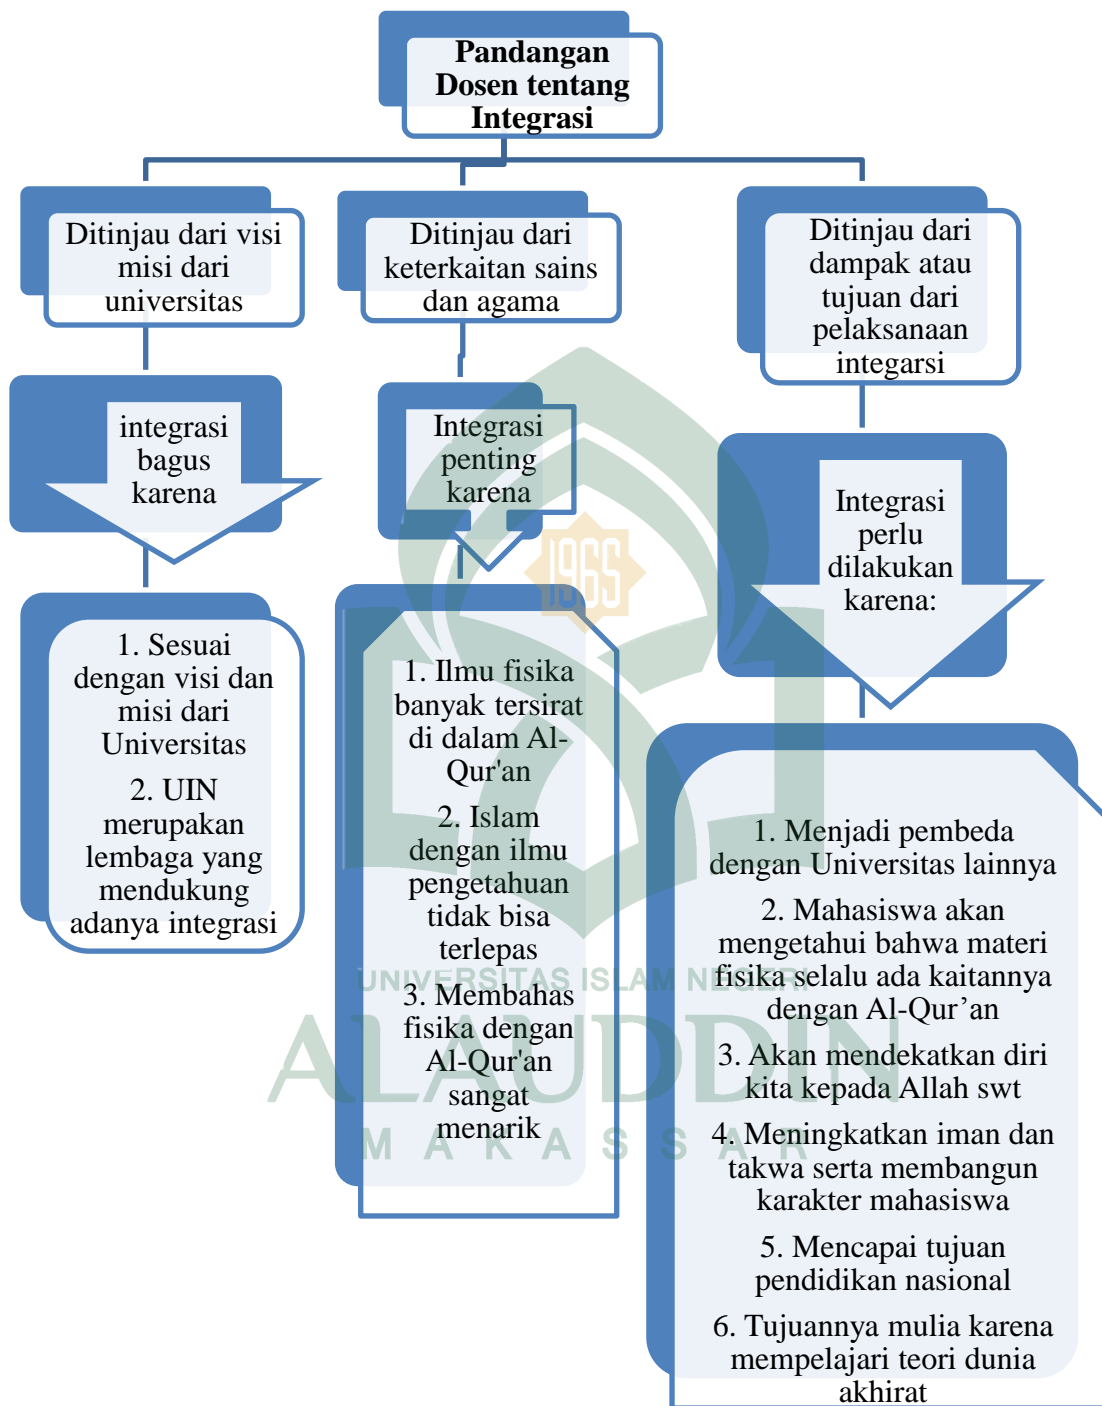 Pandangan
Dosen tentang
Integrasi
Ditinjau dari visi
misi dari
universitas
integrasi
bagus
karena
1. Sesuai
dengan visi dan
misi dari
Universitas
2. UIN
merupakan
lembaga yang
mendukung
adanya integrasi
Ditinjau dari
keterkaitan sains
dan agama
Integrasi
penting
karena
1. Ilmu fisika
banyak tersirat
di dalam Al-
Qur'an
2. Islam
dengan ilmu
pengetahuan
tidak bisa
terlepas
3. Membahas
fisika dengan
Al-Qur'an
sangat
menarik
Ditinjau dari
dampak atau
tujuan dari
pelaksanaan
integarsi
Integrasi
perlu
dilakukan
karena:
1. Menjadi pembeda
dengan Universitas lainnya
2. Mahasiswa akan
mengetahui bahwa materi
fisika selalu ada kaitannya
dengan Al-Qur’an
3. Akan mendekatkan diri
kita kepada Allah swt
4. Meningkatkan iman dan
takwa serta membangun
karakter mahasiswa
5. Mencapai tujuan
pendidikan nasional
6. Tujuannya mulia karena
mempelajari teori dunia
akhirat
1965
UNIVERSITAS ISLAM NEGERI
ALAUDDIN
MAKASSAR